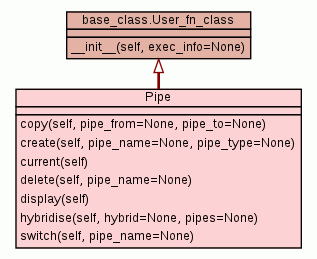 base_class.User_fn_class
__init__(self, exec_info=None)
Pipe
copy(self, pipe_from=None, pipe_to=None)
create(self, pipe_name=None, pipe_type=None)
current(self)
delete(self, pipe_name=None)
display(self)
hybridise(self, hybrid=None, pipes=None)
switch(self, pipe_name=None)